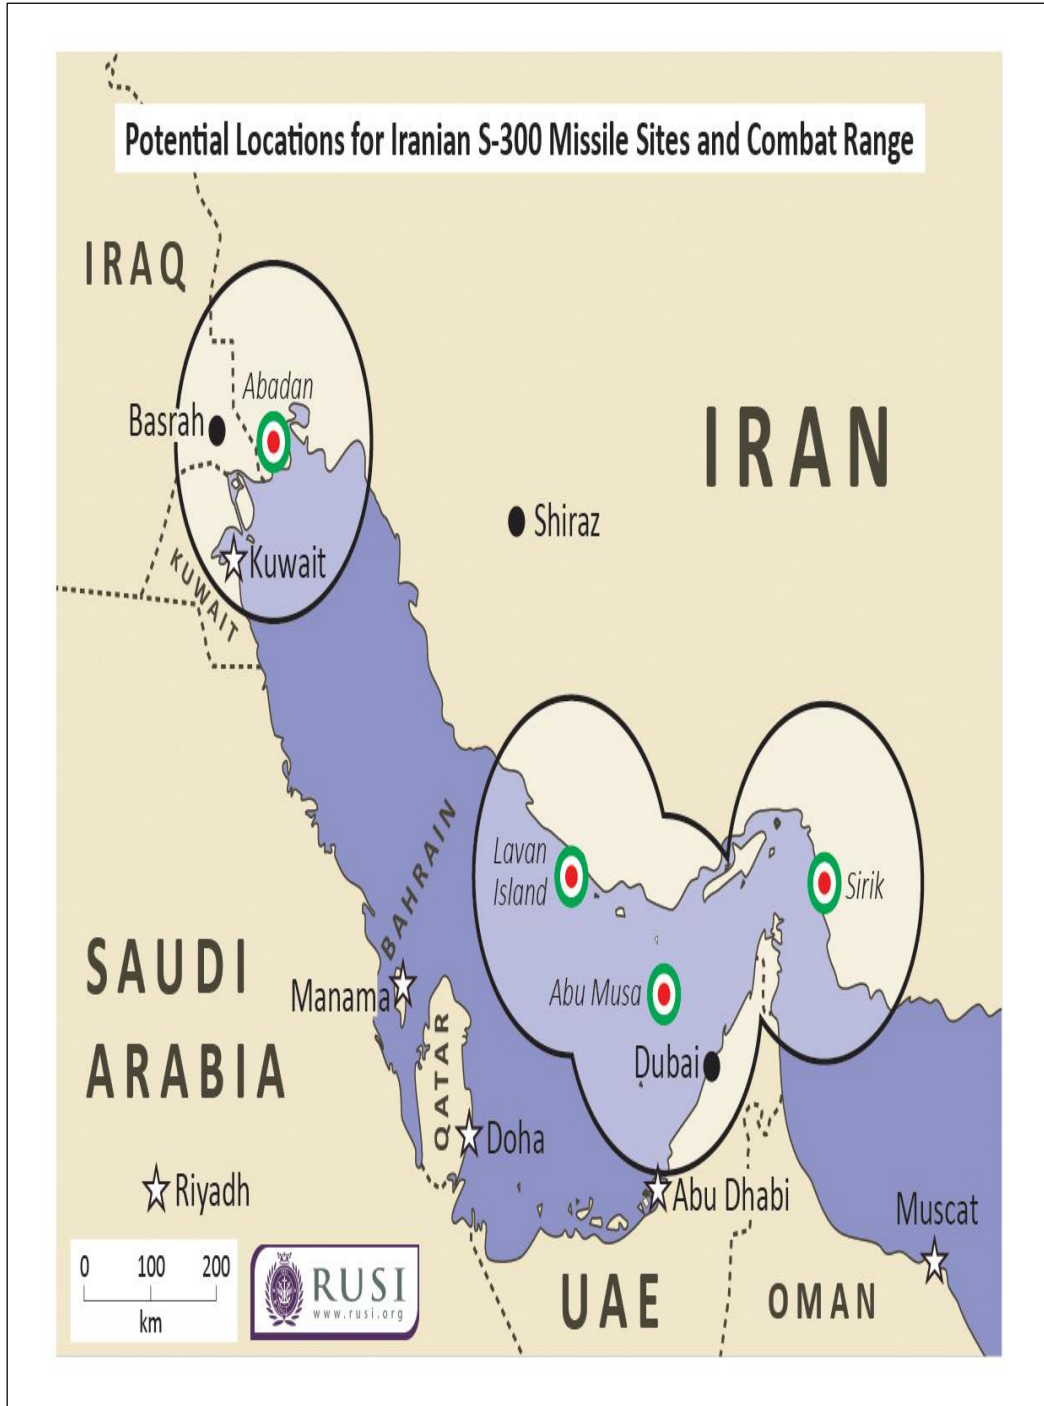 Potential Locations for Iranian S-300 Missile Sites and Combat Range
IRAQ
Abadan
Basrah
IRAN
Shiraz
Kuwait
KUWAIT
BAHRAIN
Lavan
Island
Sirik
SAUDI
ARABIA
Manama
Abu Musa
QATAR
Dubai
Doha
Riyadh
Abu Dhabi
Muscat
0 100 200
km
RUSI
www.rusi.org
UAE
OMAN